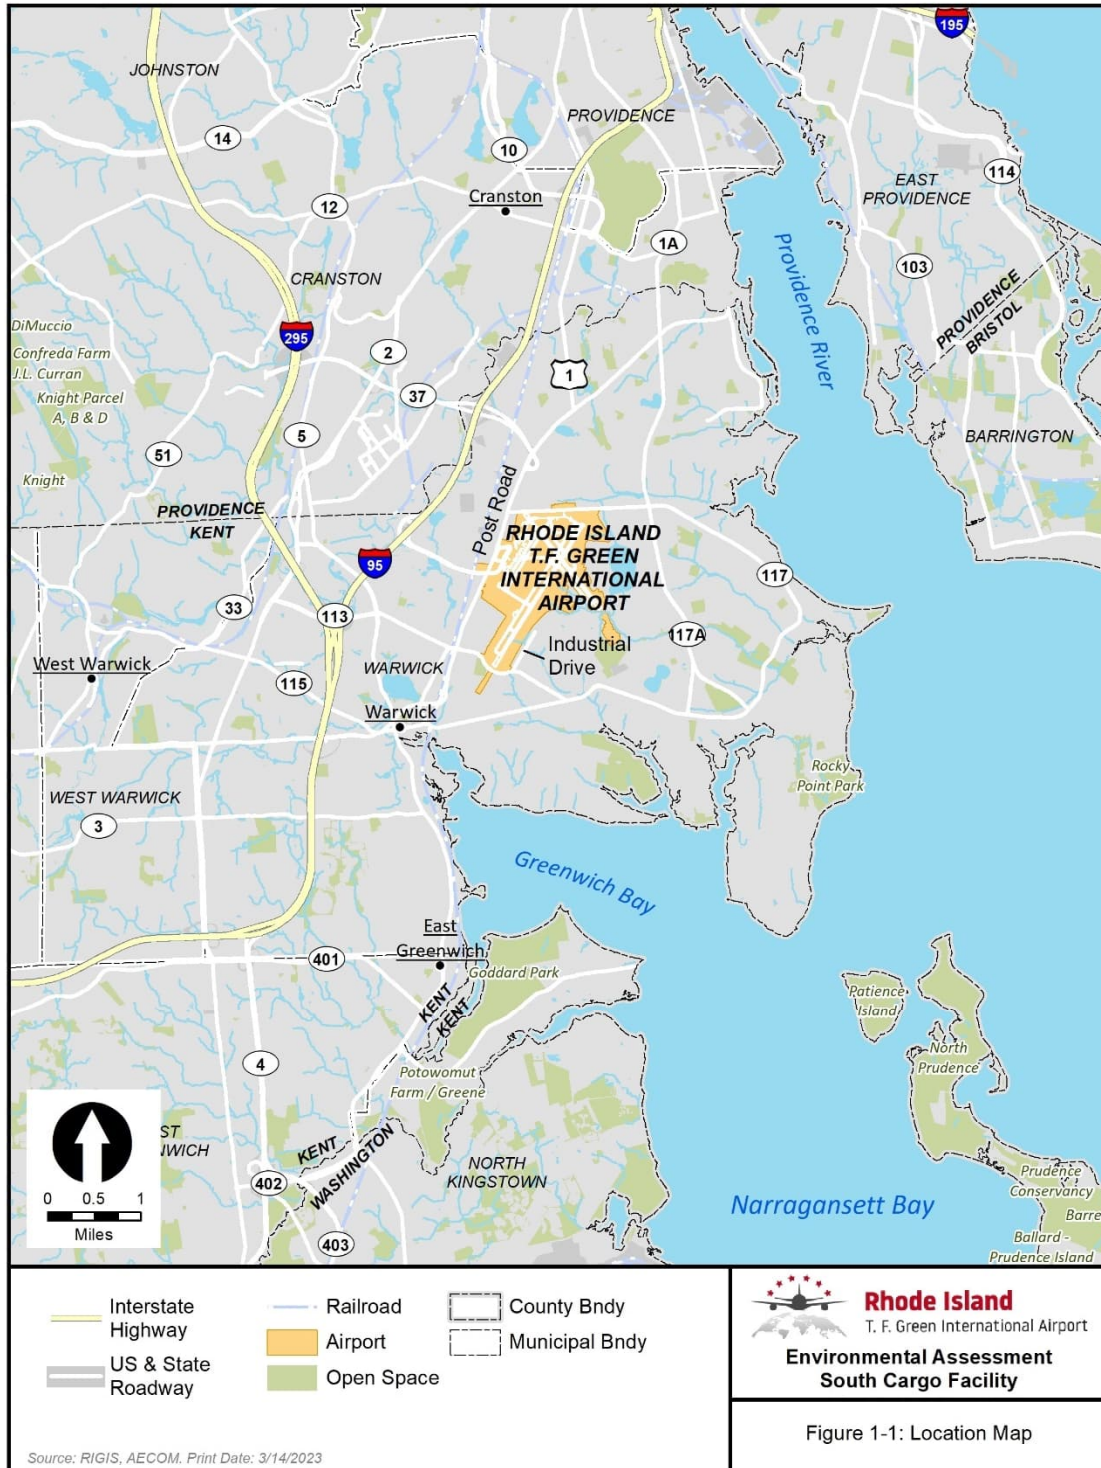 195
JOHNSTON
PROVIDENCE
14
10
EAST
PROVIDENCE
114
Cranston
12
1A
Providence River
103
CRANSTON
PROVIDENCE
BRISTOL
DiMuccio
295
Confreda Farm
J.L. Curran
2
1
Knight Parcel
A, B & D
37
5
BARRINGTON
51
Knight
Post Road
PROVIDENCE
KENT
RHODE ISLAND
T.F. GREEN
INTERNATIONAL
AIRPORT
95
117
33
113
117A
Industrial
Drive
West Warwick
WARWICK
115
Warwick
Rocky
Point Park
WEST WARWICK
3
Greenwich Bay
East
Greenwich
401
Goddard Park
KENT
KENT
Patience
Island
North
Prudence
4
Potowomut
Farm / Greene
KENT
WASHINGTON
NORTH
KINGSTOWN
402
403
Prudence
Conservancy
Barre
Ballard -
Prudence Island
Narragansett Bay
ST
NWICH
0 0.5 1
Miles
Interstate
Highway
US & State
Roadway
Railroad
Airport
Open Space
County Bndy
Municipal Bndy
Rhode Island
T. F. Green International Airport
Environmental Assessment
South Cargo Facility
Figure 1-1: Location Map
Source: RIGIS, AECOM. Print Date: 3/14/2023